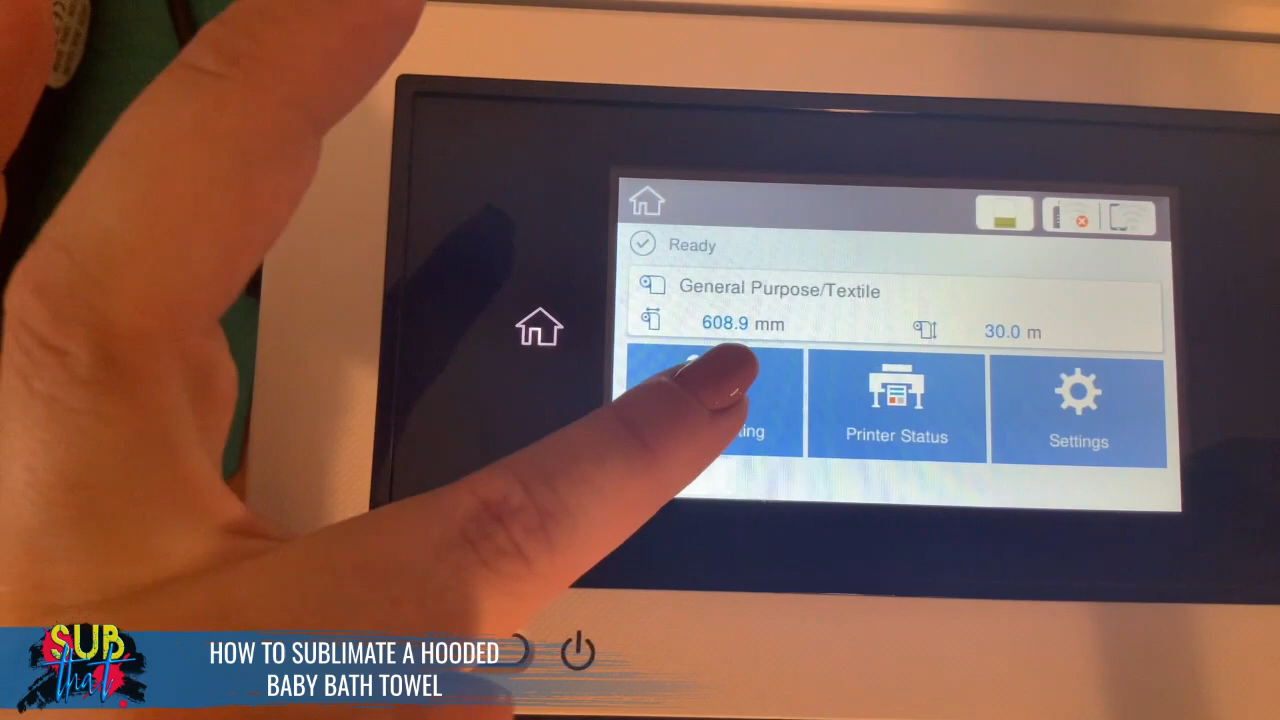 Ready
General Purpose/Textile
608.9 mm
30.0 m
Printer Status
Settings
SUB
that
HOW TO SUBLIMATE A HOODED
BABY BATH TOWEL